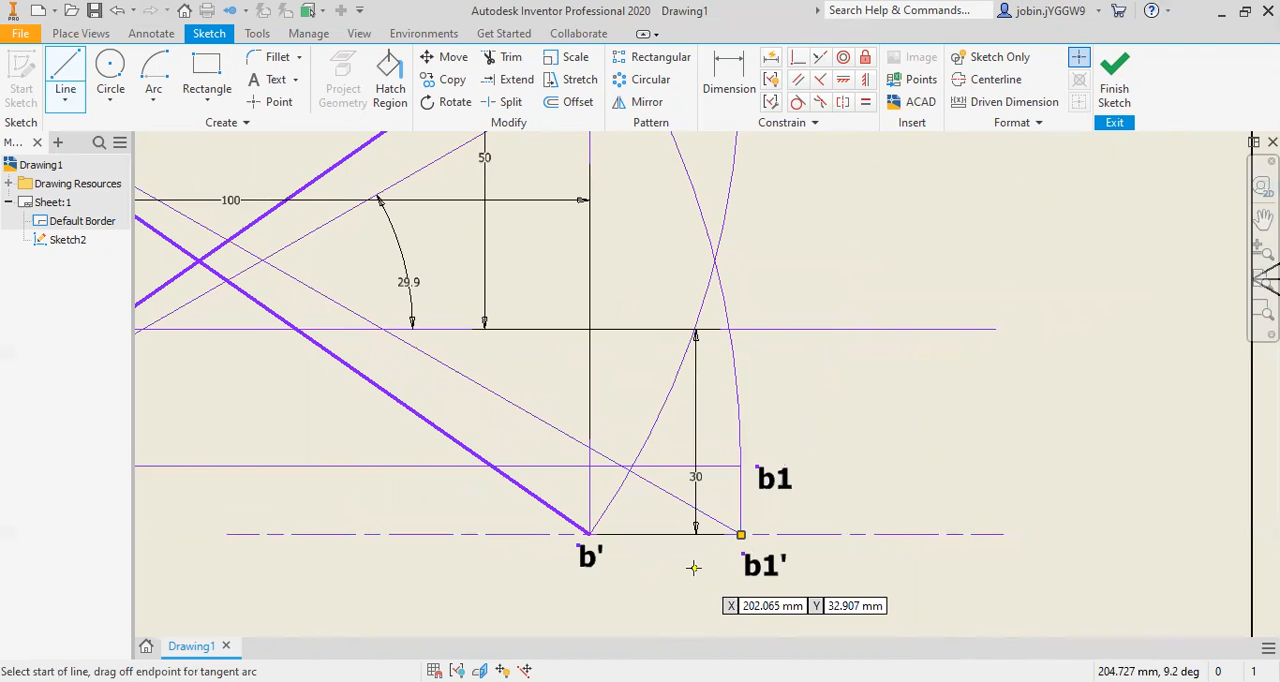 Autodesk Inventor Professional 2020 Drawing1
Search Help & Commands...
jobin.jYGGW9
PRO
File
Place Views
Annotate
Sketch
Tools
Manage
View
Environments
Get Started
Collaborate
Start
Sketch
Line
Circle
Arc
Rectangle
Fillet
Text
Point
Project
Geometry
Hatch
Region
Move
Copy
Rotate
Trim
Extend
Split
Scale
Stretch
Offset
Rectangular
Circular
Mirror
Dimension
Image
Points
ACAD
Sketch Only
Centerline
Driven Dimension
Finish
Sketch
Sketch
Create
Modify
Pattern
Constrain
Insert
Format
Exit
M...
Drawing1
Drawing Resources
Sheet:1
Default Border
Sketch2
50
100
29.9
30
b1
b'
b1'
X 202.065 mm Y 32.907 mm
Drawing1
Select start of line, drag off endpoint for tangent arc
204.727 mm, 9.2 deg 0 1